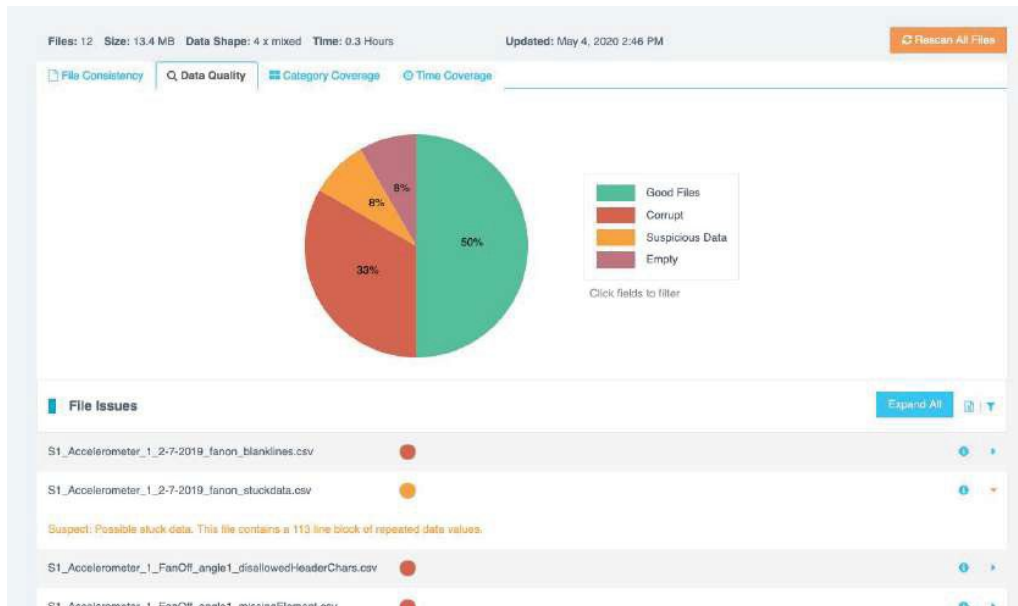 Files: 12 Size: 13.4 MB Data Shape: 4 x mixed Time: 0.3 Hours Updated: May 4, 2020 2:46 PM Rescan All Files
File Consistency Data Quality Category Coverage Time Coverage
8%
8%
50%
33%
Good Files
Corrupt
Suspicious Data
Empty
Click fields to filter
File Issues Expand All
S1_Accelerometer_1_2-7-2019_fanon_blanklines.csv
S1_Accelerometer_1_2-7-2019_fanon_stuckdata.csv
Suspect: Possible stuck data. This file contains a 113 line block of repeated data values.
S1_Accelerometer_1_FanOff_angle1_disallowedHeaderChars.csv
S1_Accelerometer_1_FanOff_angle1_missingElement.csv